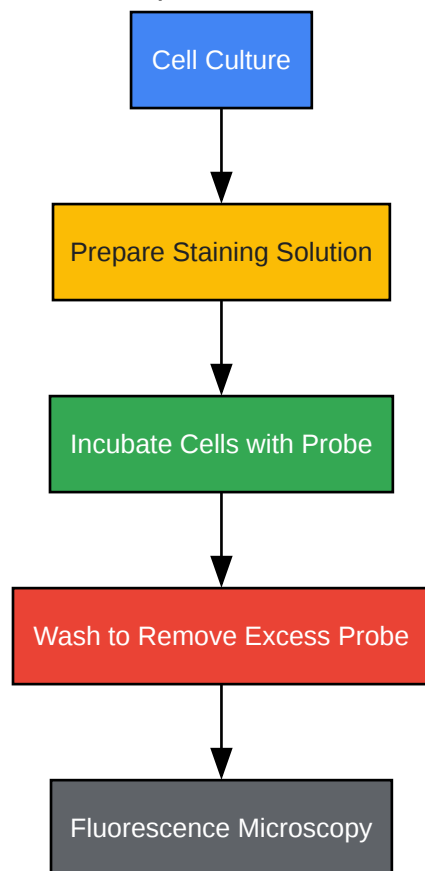 Cell Culture
Prepare Staining Solution
Incubate Cells with Probe
Wash to Remove Excess Probe
Fluorescence Microscopy